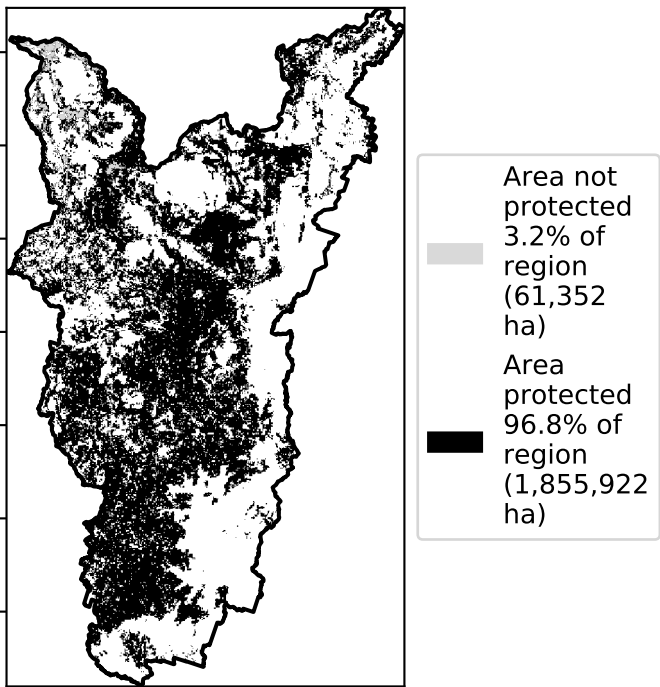 Area not
protected
3.2% of
region
(61,352
ha)
Area
protected
96.8% of
region
(1,855,922
ha)